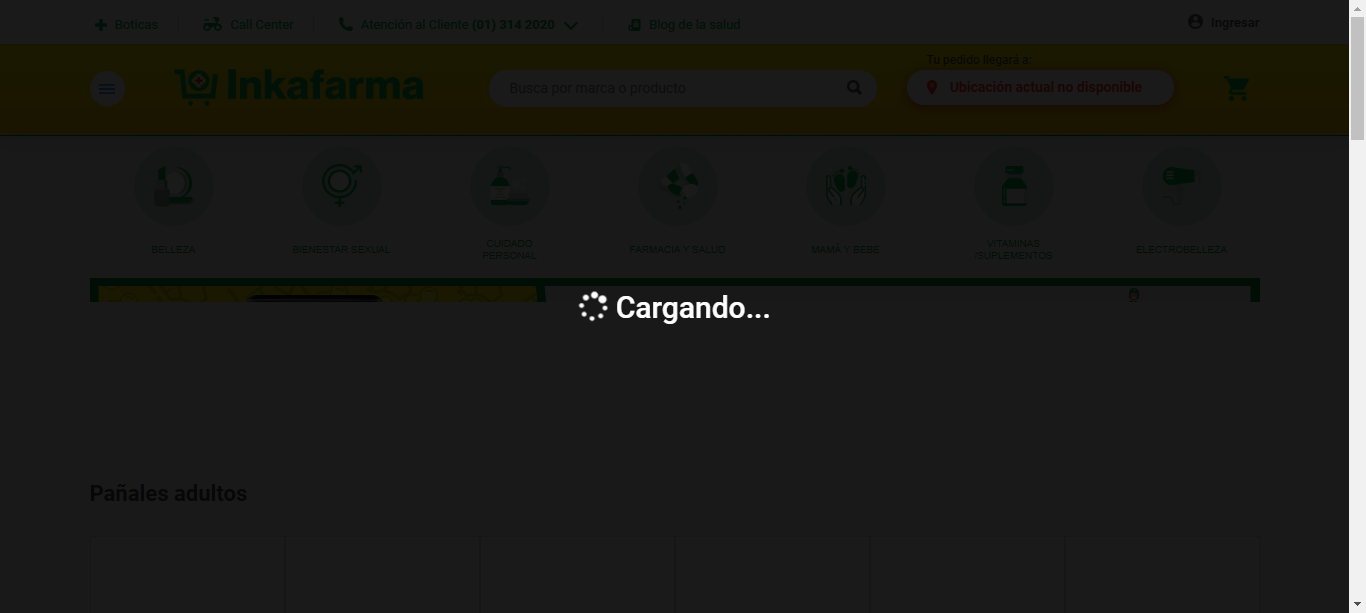 Boticas
Call Center
Atención al Cliente (01) 314 2020
Blog de la salud
Ingresar
Inkafarma
Busca por marca o producto
Tu pedido llegará a:
Ubicación actual no disponible
BELLEZA
BIENESTAR SEXUAL
CUIDADO
PERSONAL
FARMACIA Y SALUD
MAMÁ Y BEBÉ
VITAMINAS
/SUPLEMENTOS
ELECTROBELLEZA
Cargando...
Pañales adultos